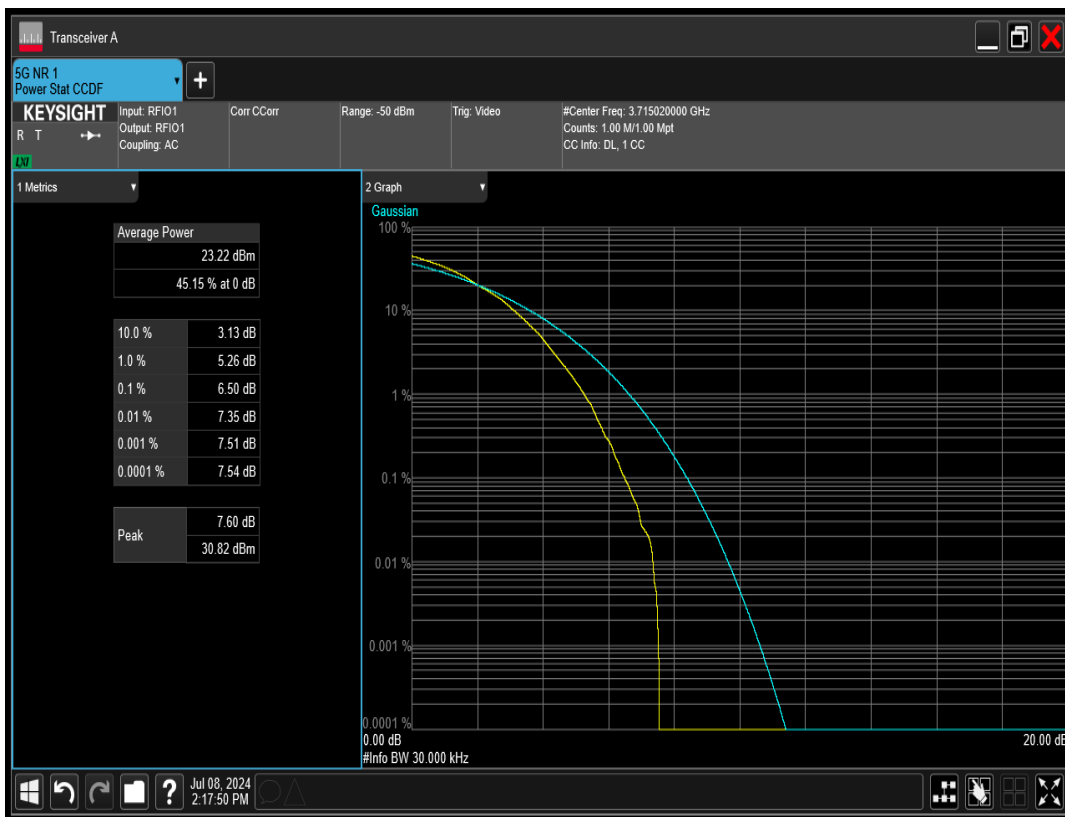 Transceiver A
5G NR 1
Power Stat CCDF
+
KEYSIGHT
R T
LXI
Input: RFIO1
Output: RFIO1
Coupling: AC
Corr CCorr
Range: -50 dBm
Trig: Video
#Center Freq: 3.715020000 GHz
Counts: 1.00 M/1.00 Mpt
CC Info: DL, 1 CC
1 Metrics
Average Power
23.22 dBm
45.15 % at 0 dB
10.0 % 3.13 dB
1.0 % 5.26 dB
0.1 % 6.50 dB
0.01 % 7.35 dB
0.001 % 7.51 dB
0.0001 % 7.54 dB
Peak
7.60 dB
30.82 dBm
2 Graph
Gaussian
100 %
10 %
1 %
0.1 %
0.01 %
0.001 %
0.0001 %
0.00 dB 20.00 dB
#Info BW 30.000 kHz
?
Jul 08, 2024
2:17:50 PM